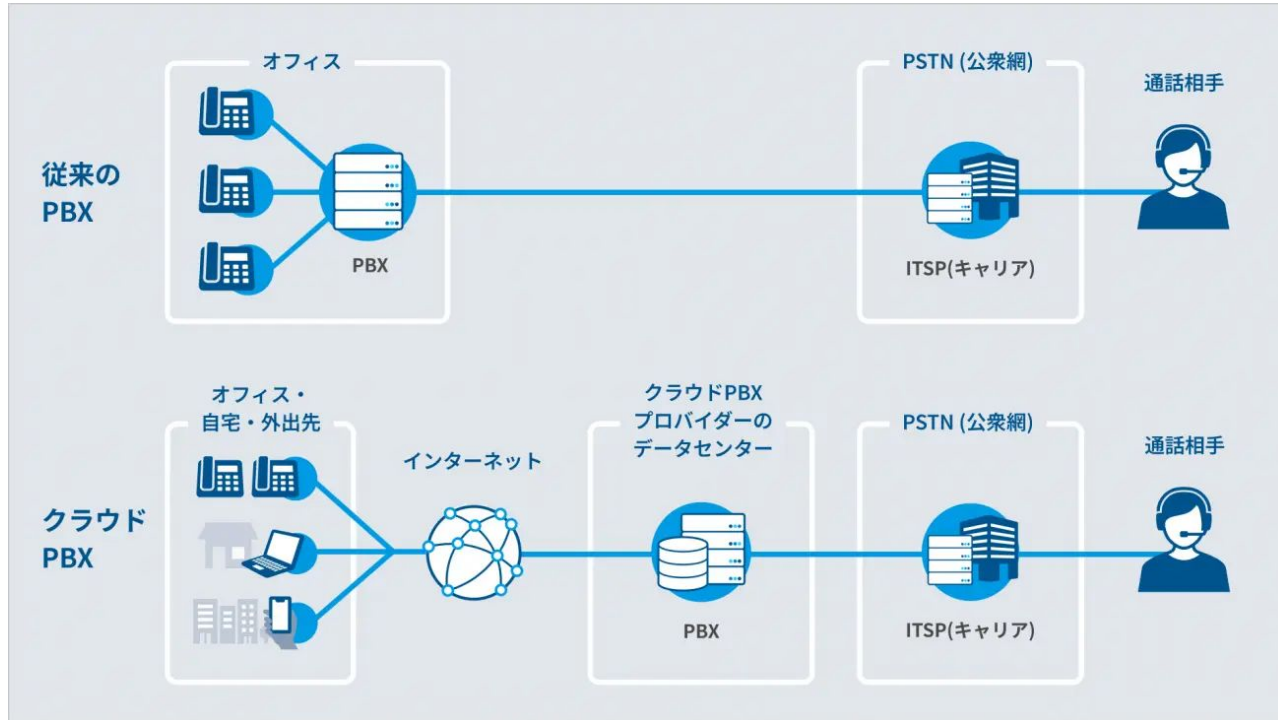 オフィス
PSTN (公衆網)
通話相手
従来の
PBX
PBX
ITSP(キャリア)
オフィス・
自宅・外出先
インターネット
クラウドPBX
プロバイダーの
データセンター
PSTN (公衆網)
通話相手
クラウド
PBX
PBX
ITSP(キャリア)